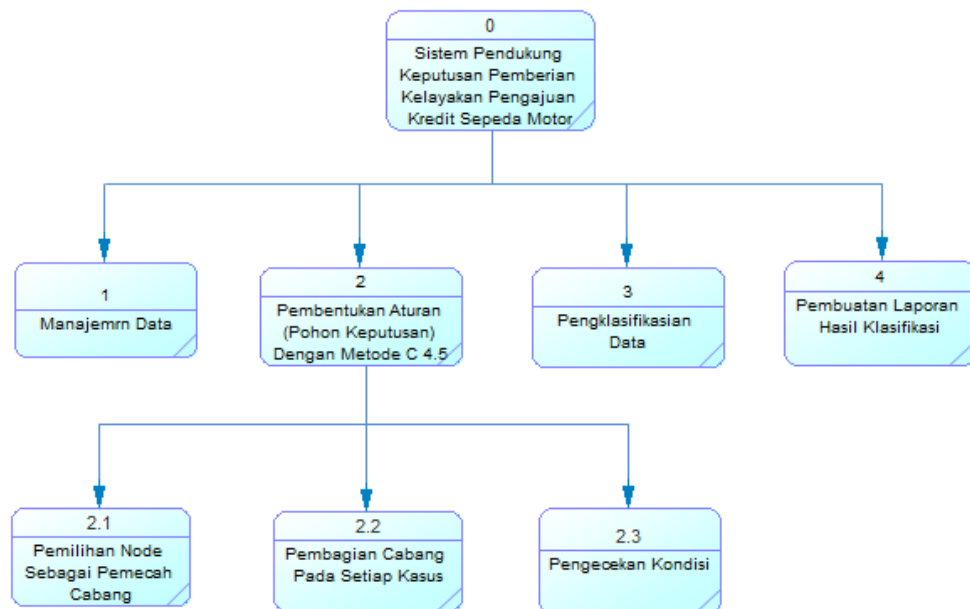 0
Sistem Pendukung
Keputusan Pemberian
Kelayakan Pengajuan
Kredit Sepeda Motor
1
Manajemrn Data
2
Pembentukan Aturan
(Pohon Keputusan)
Dengan Metode C 4.5
3
Pengklasifikasian
Data
4
Pembuatan Laporan
Hasil Klasifikasi
2.1
Pemilihan Node
Sebagai Pemecah
Cabang
2.2
Pembagian Cabang
Pada Setiap Kasus
2.3
Pengecekan Kondisi